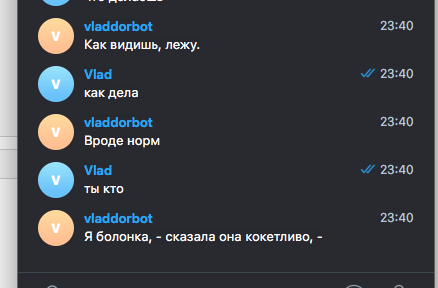 vladdorbot 23:40
Как видишь, лежу.
Vlad 23:40
как дела
vladdorbot 23:40
Вроде норм
Vlad 23:40
ты кто
vladdorbot 23:40
Я болонка, - сказала она кокетливо, -